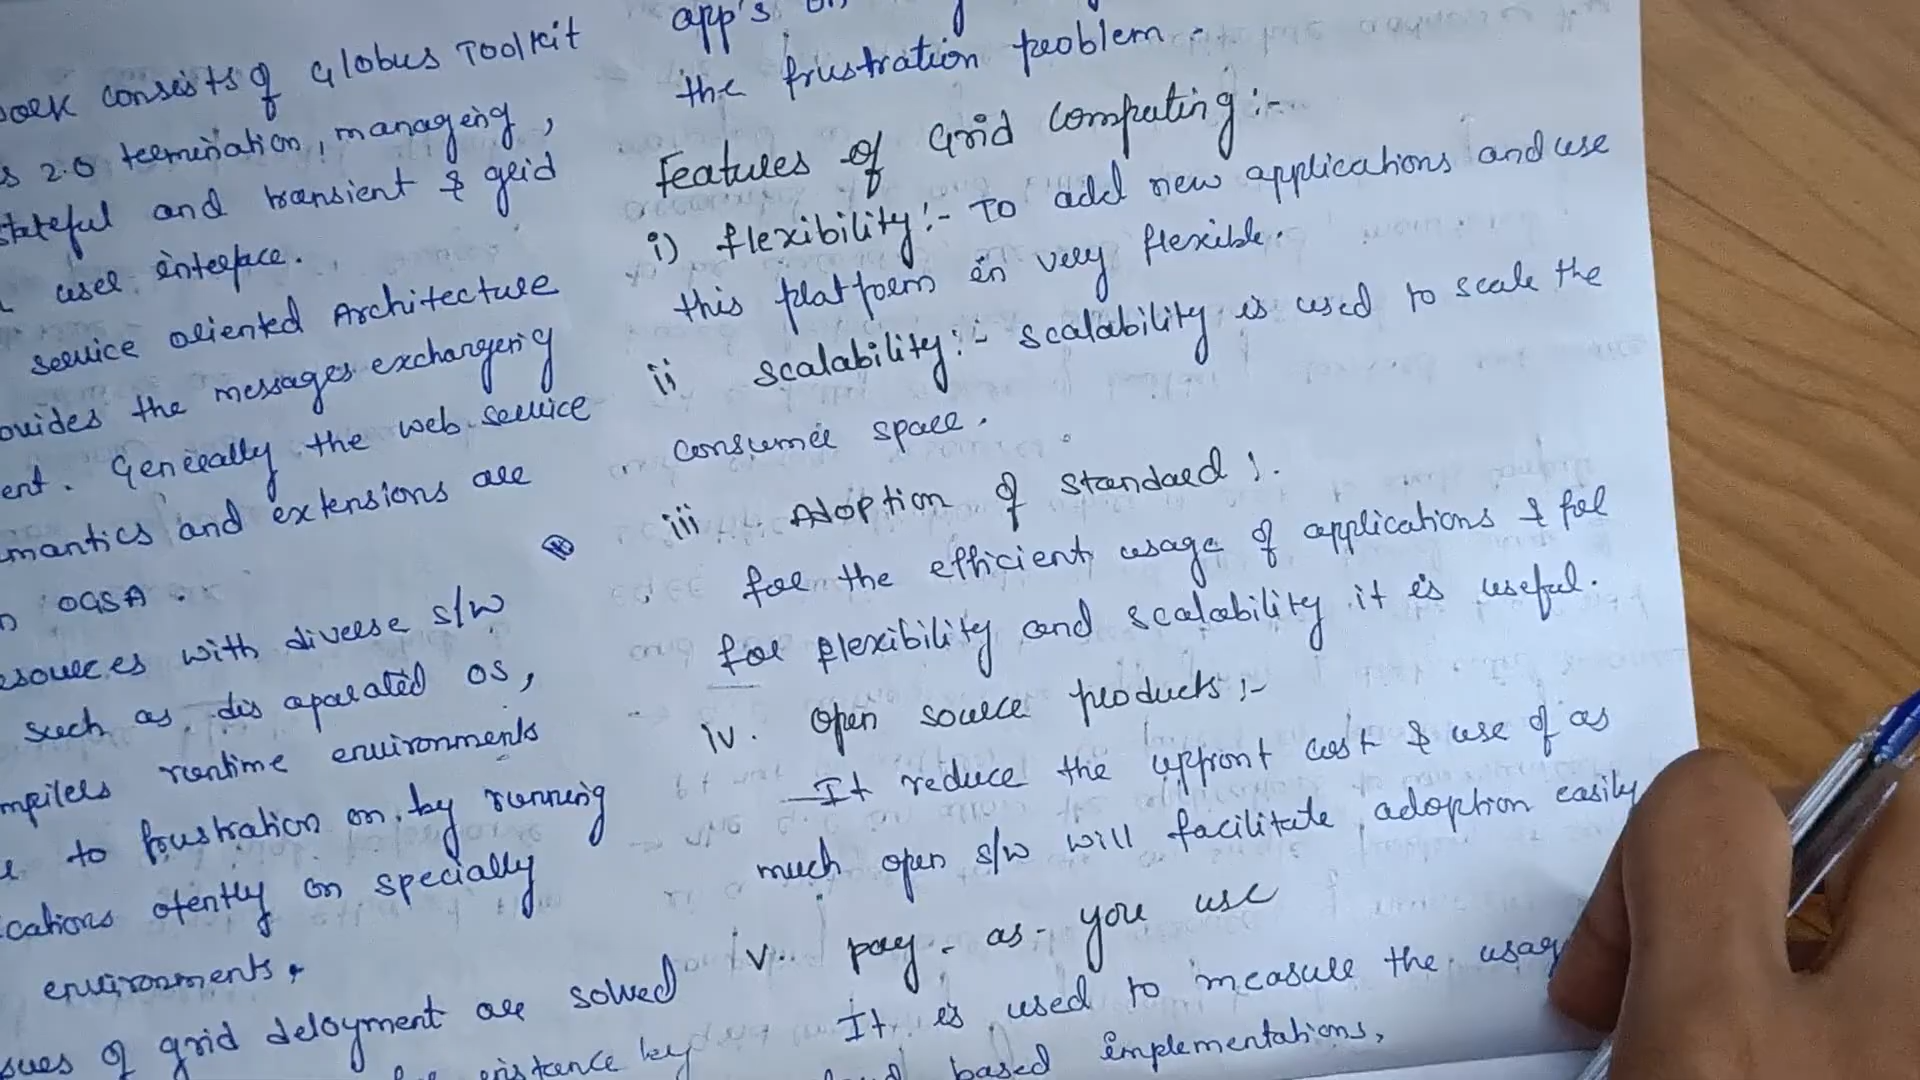 consists of Globus Toolkit
2.0 termination, managing,
stateful and transient & grid
user interface.
service oriented Architecture
the messages exchanging
ent. Generally the web service
mantics and extensions are
OGSA.
with diverse s/w
such as dis aparated OS,
runtime environments
to frustration on by running
cations otently on specially
environments.
of grid deloyment are solved
app's
the frustration problem.
Features of Grid Computing :-
i) flexibility :- To add new applications and use
this platform in very flexible.
ii scalability :- scalability is used to scale the
consumer space.
iii. Adoption of standard :
for the efficient usage of applications & for
for flexibility and scalability it is useful.
iv. Open source products :-
It reduce the upfront cost & use of as
much open s/w will facilitate adoption easily
v. pay-as-you use
It is used to measure the usag
based implementations,